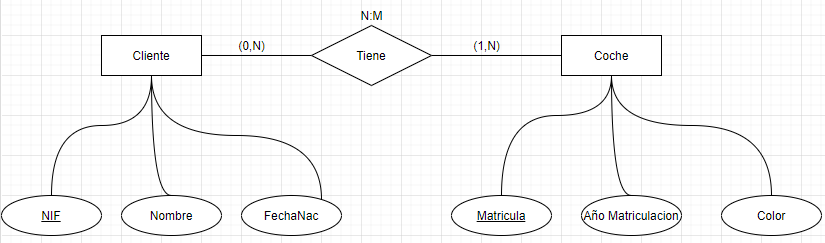 N:M
Cliente
(0,N)
Tiene
(1,N)
Coche
NIF
Nombre
FechaNac
Matricula
Año Matriculacion
Color